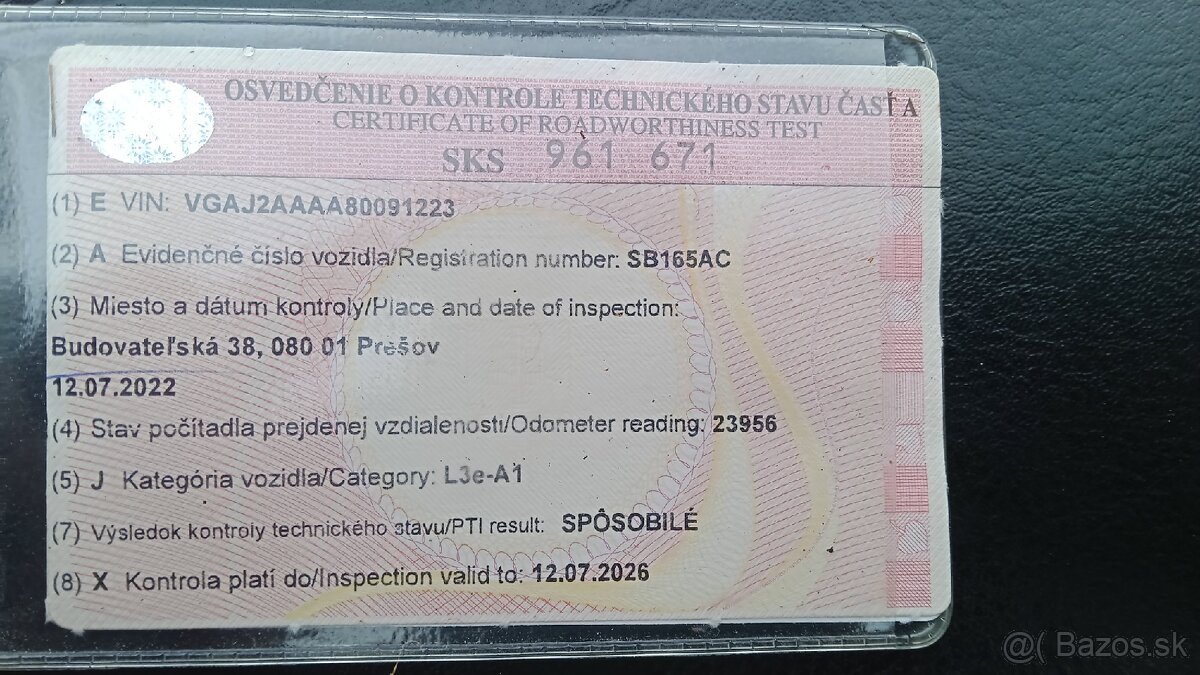 OSVEDČENIE O KONTROLE TECHNICKÉHO STAVU ČASŤ A
CERTIFICATE OF ROADWORTHINESS TEST
SKS 961 671
(1) E VIN: VGAJ2AAAA80091223
(2) A Evidenčné číslo vozidla/Registration number: SB165AC
(3) Miesto a dátum kontroly/Place and date of inspection:
Budovateľská 38, 080 01 Prešov
12.07.2022
(4) Stav počítadla prejdenej vzdialenosti/Odometer reading: 23956
(5) J Kategória vozidla/Category: L3e-A1
(7) Výsledok kontroly technického stavu/PTI result: SPÔSOBILÉ
(8) X Kontrola platí do/Inspection valid to: 12.07.2026
@( Bazos.sk